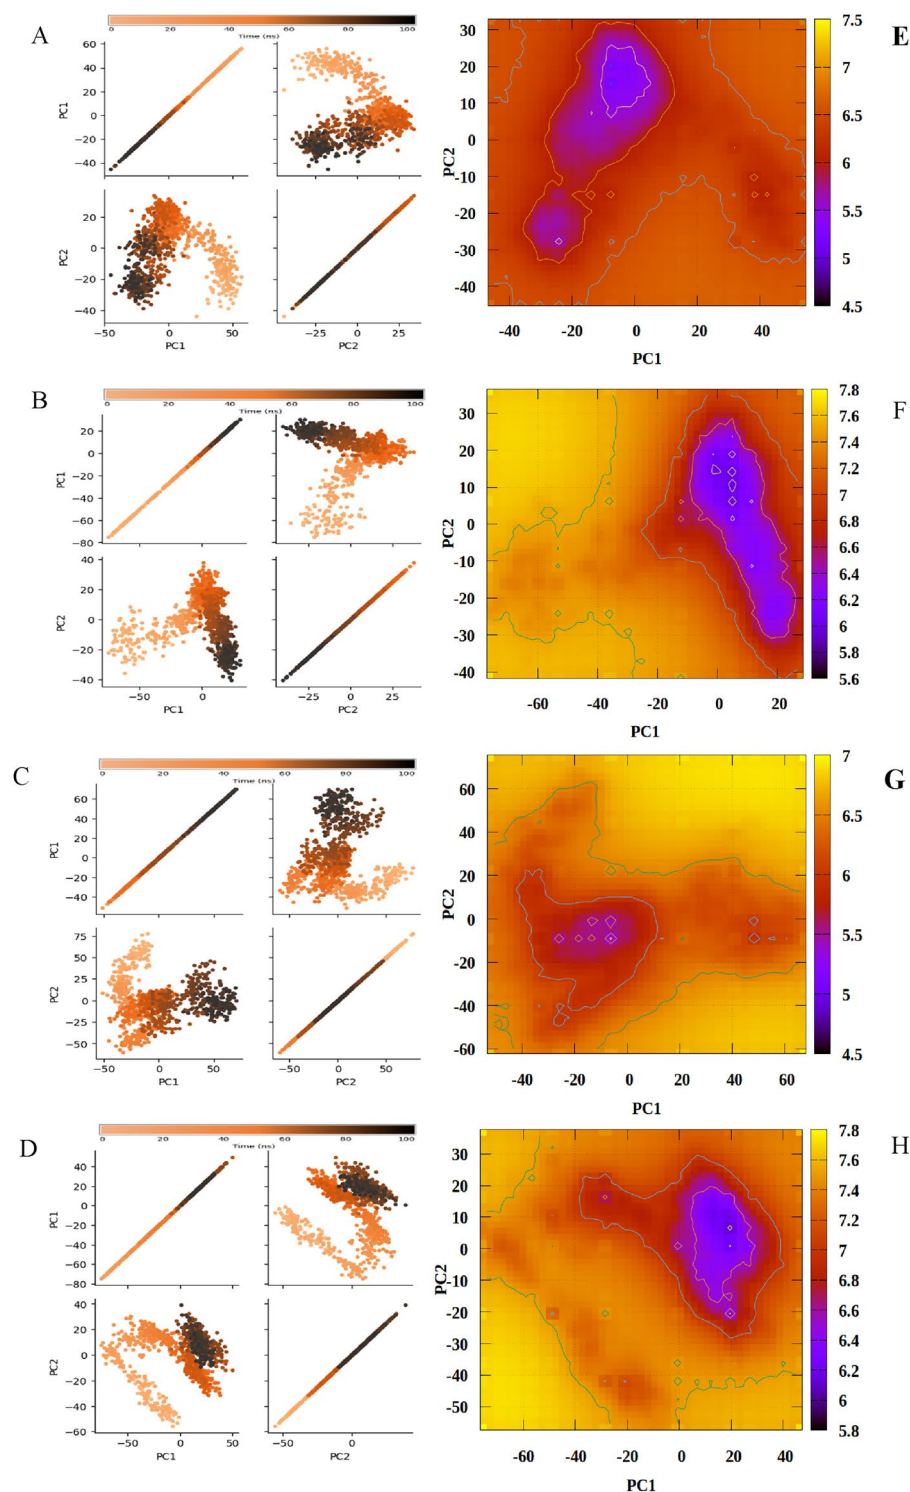 A
0 20 40 60 80 100
Time (ns)
60
40
20
0
−20
−40
PC1
20
0
−20
−40
PC2
−50 0 50
PC1
−50 −25 0 25
PC2
E
30
20
10
0
-10
-20
-30
-40
PC2
-40 -20 0 20 40
PC1
7.5
7
6.5
6
5.5
5
4.5
B
0 20 40 60 80 100
Time (ns)
20
0
−20
−40
−60
−80
PC1
40
20
0
−20
−40
PC2
−50 0
PC1
−25 0 25
PC2
F
30
20
10
0
-10
-20
-30
-40
PC2
-60 -40 -20 0 20
PC1
7.8
7.6
7.4
7.2
7
6.8
6.6
6.4
6.2
6
5.8
5.6
C
0 20 40 60 80 100
Time (ns)
60
40
20
0
−20
−40
PC1
75
50
25
0
−25
−50
PC2
−50 0 50
PC1
−50 0 50
PC2
G
60
40
20
0
-20
-40
-60
PC2
-40 -20 0 20 40 60
PC1
7
6.5
6
5.5
5
4.5
D
0 20 40 60 80 100
Time (ns)
40
20
0
−20
−40
−60
−80
PC1
40
20
0
−20
−40
−60
PC2
−50 0 50
PC1
−50 −25 0 25
PC2
H
30
20
10
0
-10
-20
-30
-40
-50
PC2
-60 -40 -20 0 20 40
PC1
7.8
7.6
7.4
7.2
7
6.8
6.6
6.4
6.2
6
5.8